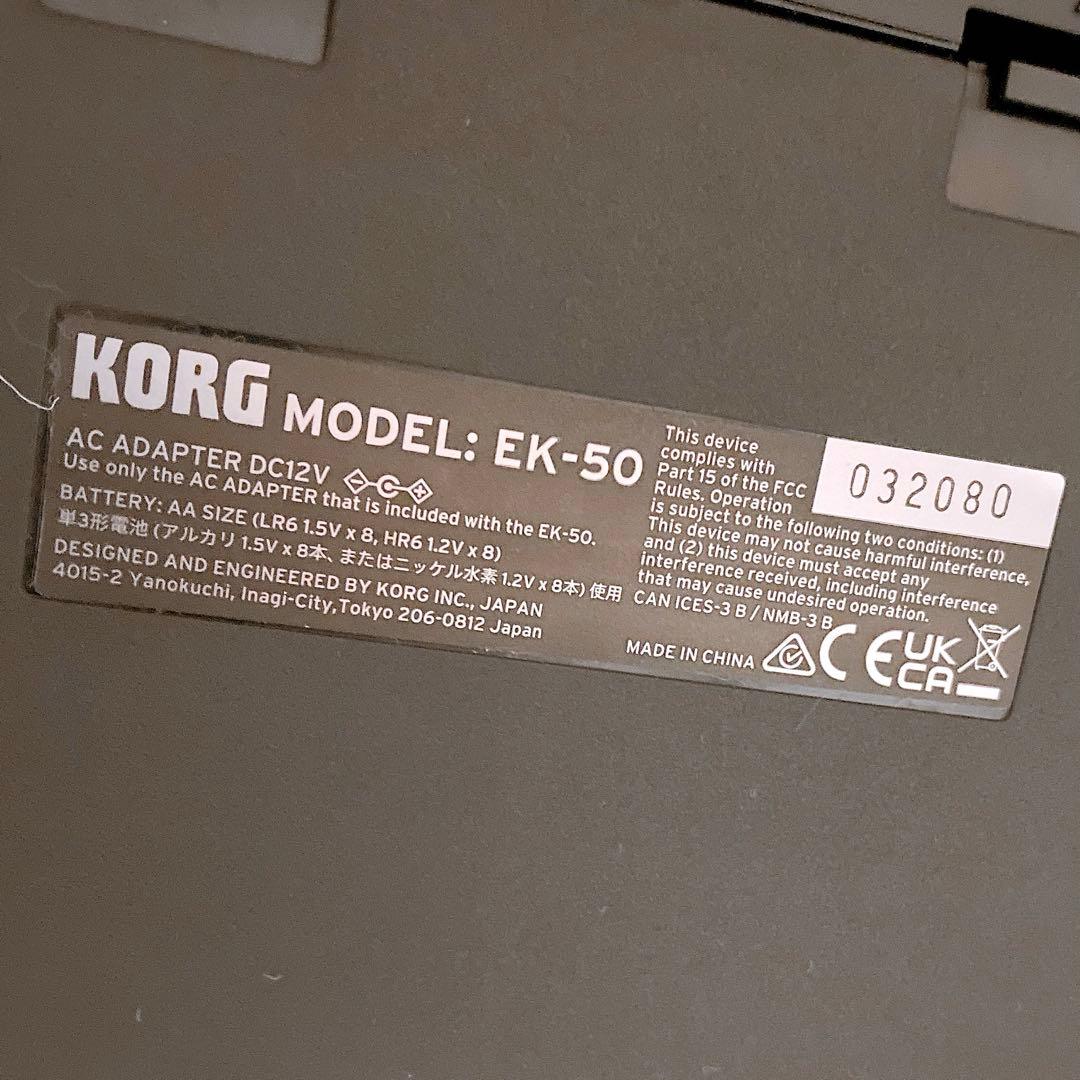 KORG MODEL: EK-50
AC ADAPTER DC12V
Use only the AC ADAPTER that is included with the EK-50.
BATTERY: AA SIZE (LR6 1.5V x 8, HR6 1.2V x 8)
単3形電池 (アルカリ 1.5V x 8本、またはニッケル水素 1.2V x 8本) 使用
DESIGNED AND ENGINEERED BY KORG INC., JAPAN
4015-2 Yanokuchi, Inagi-City, Tokyo 206-0812 Japan
This device
complies with
Part 15 of the FCC
Rules. Operation
is subject to the following two conditions: (1)
This device may not cause harmful interference,
and (2) this device must accept any
interference received, including interference
that may cause undesired operation.
CAN ICES-3 B / NMB-3 B
032080
MADE IN CHINA
CE
UK
CA